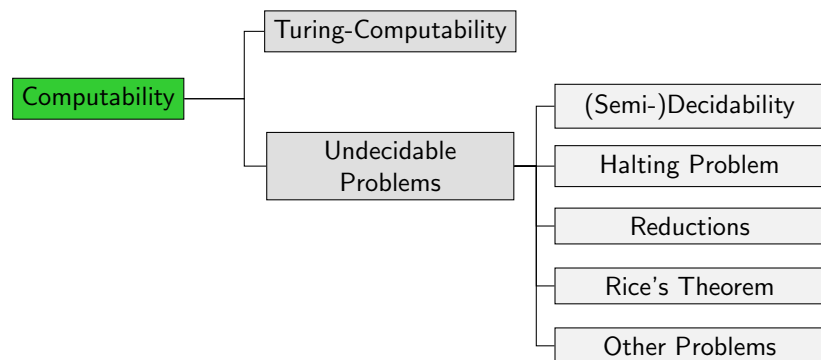 Turing-Computability
Computability
Undecidable
Problems
(Semi-)Decidability
Halting Problem
Reductions
Rice's Theorem
Other Problems